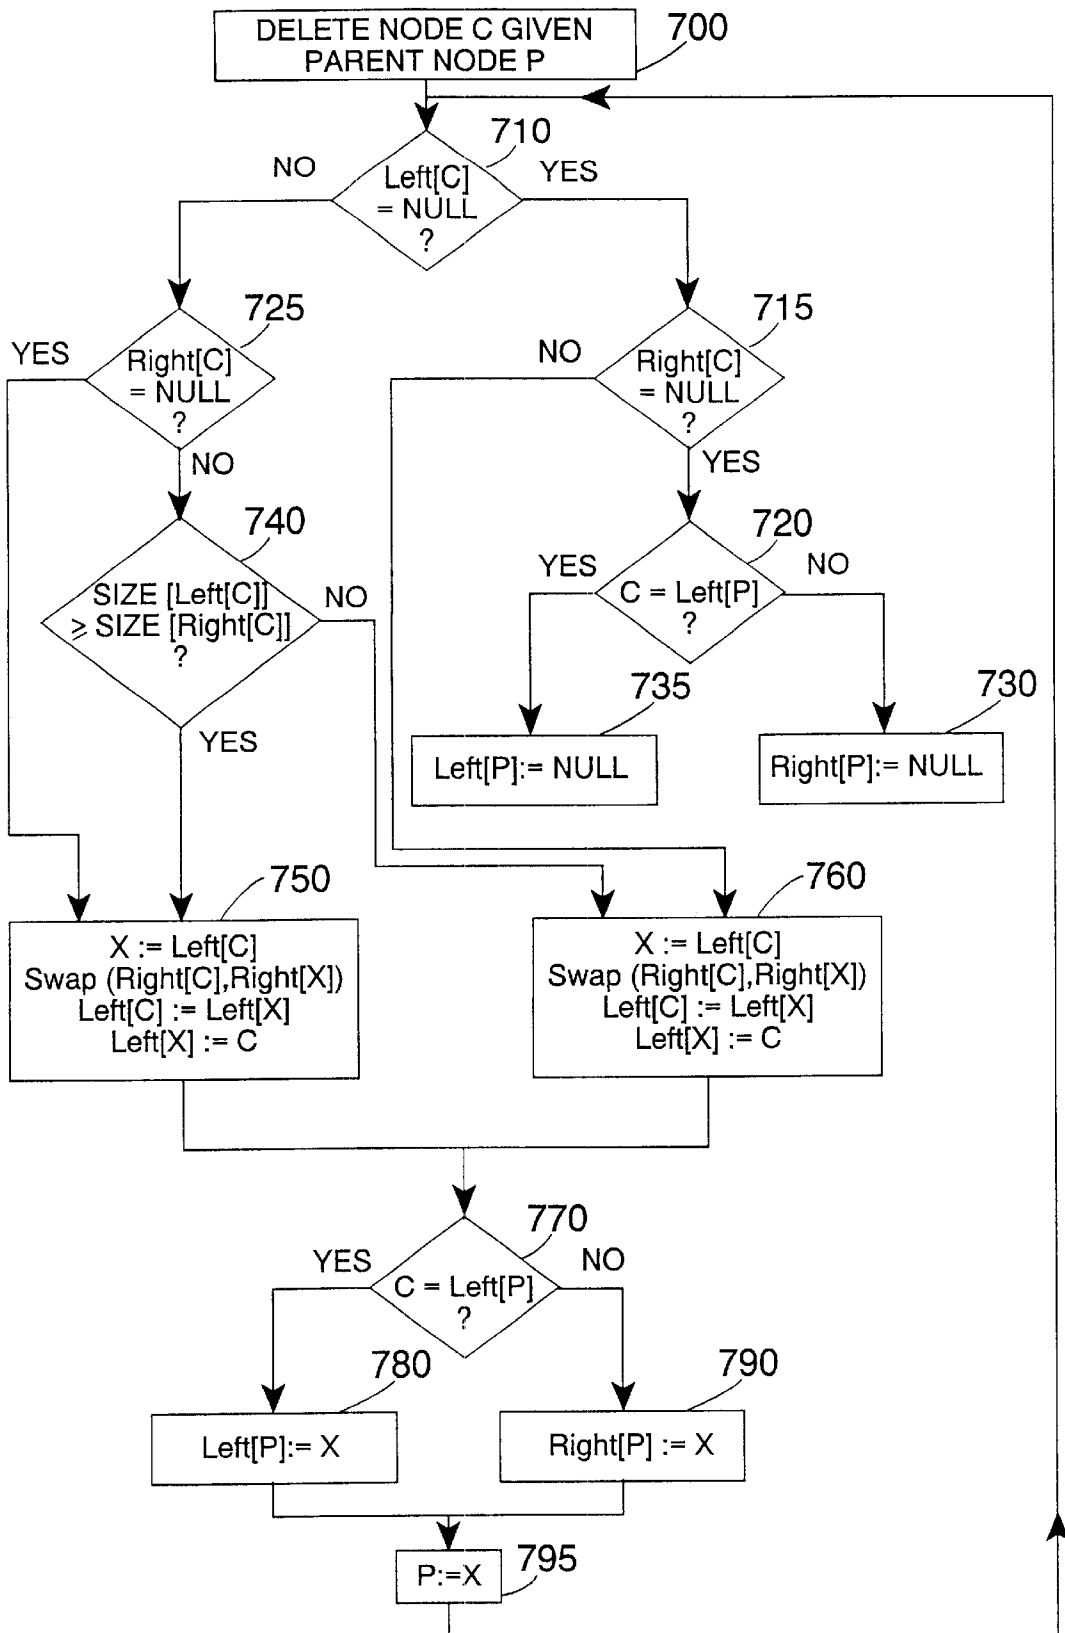 DELETE NODE C GIVEN
PARENT NODE P
700
710
NO
YES
Left[C]
= NULL
?
725
715
YES
Right[C]
= NULL
?
NO
NO
Right[C]
= NULL
?
YES
740
SIZE [Left[C]]
≥ SIZE [Right[C]]
?
NO
YES
720
YES
C = Left[P]
?
NO
735
Left[P]:= NULL
730
Right[P]:= NULL
750
X := Left[C]
Swap (Right[C],Right[X])
Left[C] := Left[X]
Left[X] := C
760
X := Left[C]
Swap (Right[C],Right[X])
Left[C] := Left[X]
Left[X] := C
770
YES
C = Left[P]
?
NO
780
Left[P]:= X
790
Right[P] := X
P:=X
795